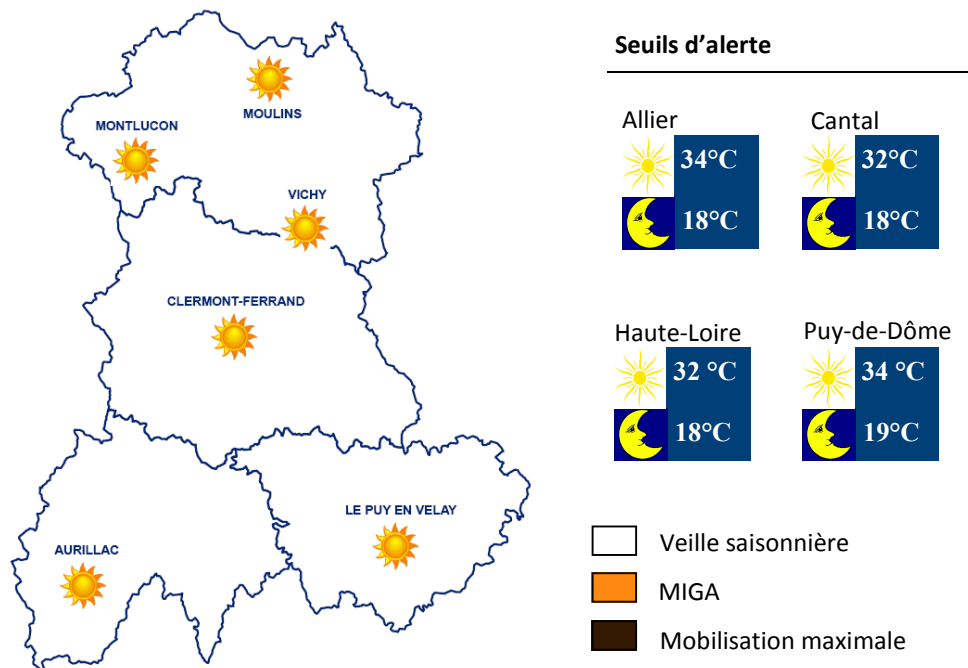 MOULINS
MONTLUCON
VICHY
CLERMONT-FERRAND
LE PUY EN VELAY
AURILLAC
Seuils d’alerte
Allier
34°C
18°C
Cantal
32°C
18°C
Haute-Loire
32 °C
18°C
Puy-de-Dôme
34 °C
19°C
Veille saisonnière
MIGA
Mobilisation maximale